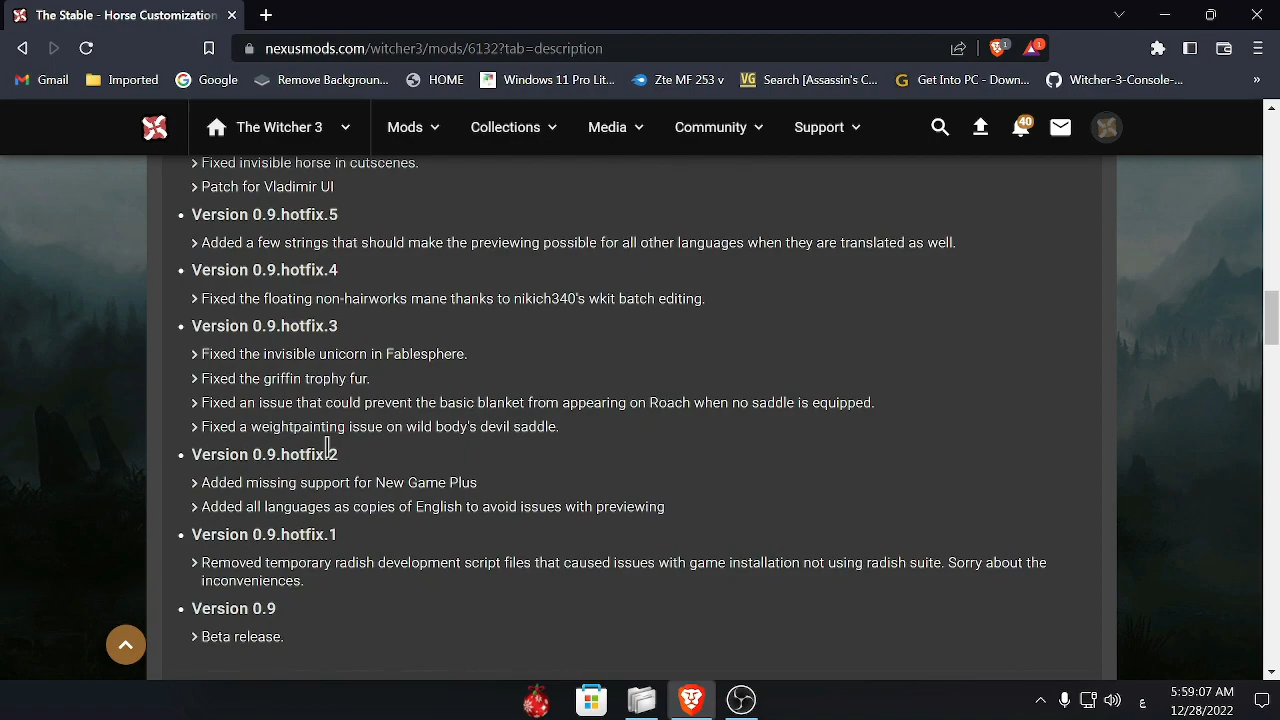 The Stable - Horse Customization
nexusmods.com/witcher3/mods/6132?tab=description
1
1
Gmail
Imported
Google
Remove Backgroun...
HOME
Windows 11 Pro Lit...
Zte MF 253
VG Search [Assassin's C...
G Get Into PC - Down...
Witcher-3-Console-...
»
The Witcher 3
Mods
Collections
Media
Community
Support
40
Fixed invisible horse in cutscenes.
Patch for Vladimir UI
• Version 0.9.hotfix.5
Added a few strings that should make the previewing possible for all other languages when they are translated as well.
• Version 0.9.hotfix.4
Fixed the floating non-hairworks mane thanks to nikich340's wkit batch editing.
• Version 0.9.hotfix.3
Fixed the invisible unicorn in Fablesphere.
Fixed the griffin trophy fur.
Fixed an issue that could prevent the basic blanket from appearing on Roach when no saddle is equipped.
Fixed a weightpainting issue on wild body's devil saddle.
• Version 0.9.hotfix.2
Added missing support for New Game Plus
Added all languages as copies of English to avoid issues with previewing
• Version 0.9.hotfix.1
Removed temporary radish development script files that caused issues with game installation not using radish suite. Sorry about the
inconveniences.
• Version 0.9
Beta release.
ع
5:59:07 AM
12/28/2022